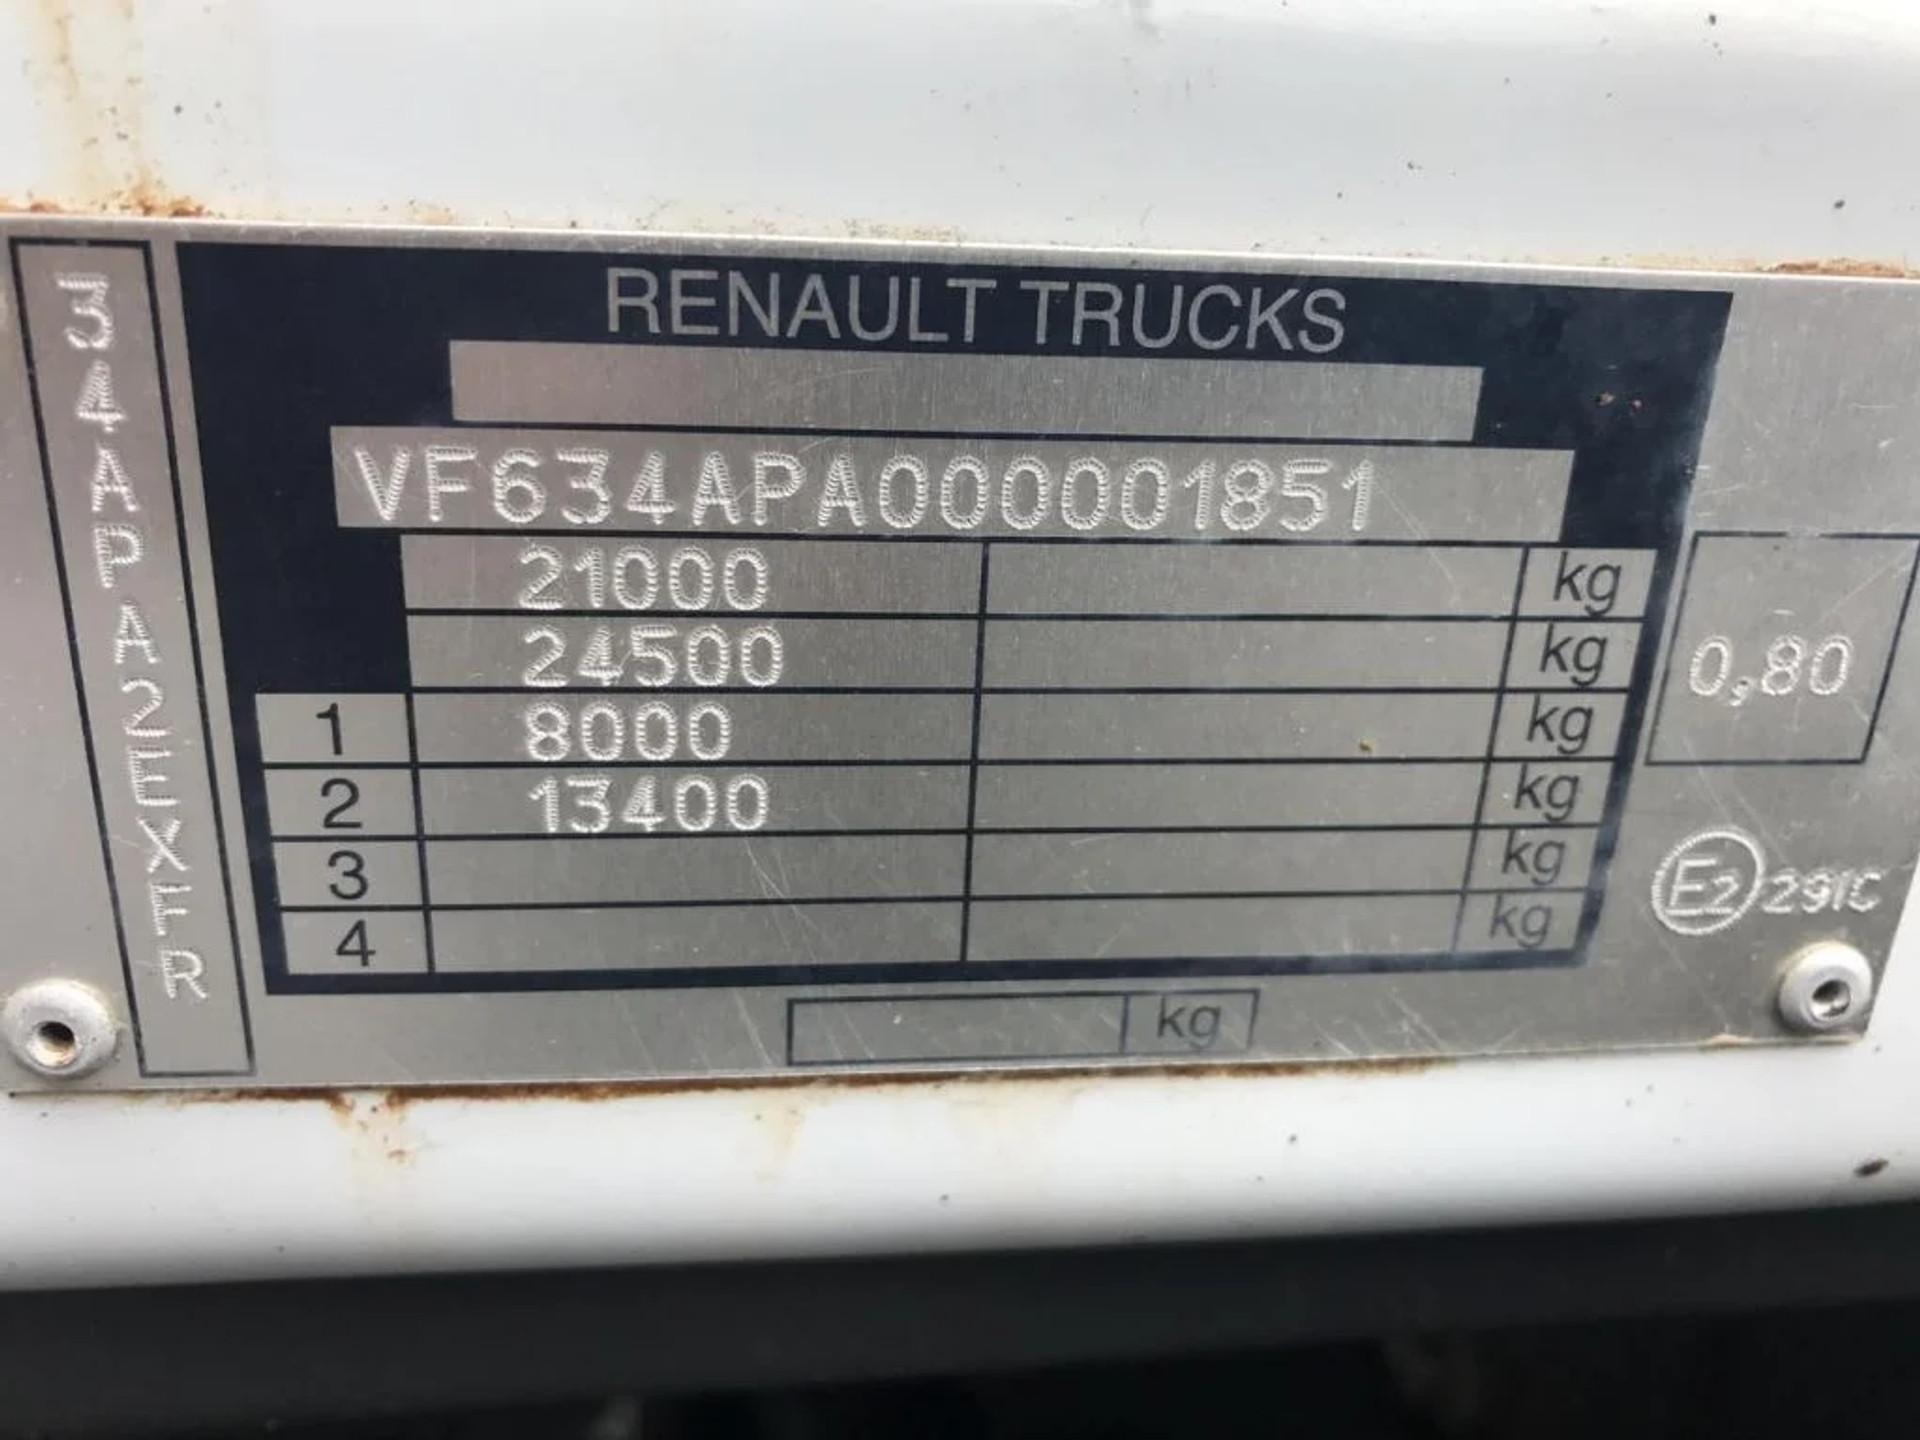 34APA2EXFR
RENAULT TRUCKS
VF634APA000001851
21000 kg
24500 kg
1 8000 kg
2 13400 kg
3 kg
4 kg
kg
0,80
E2 291C